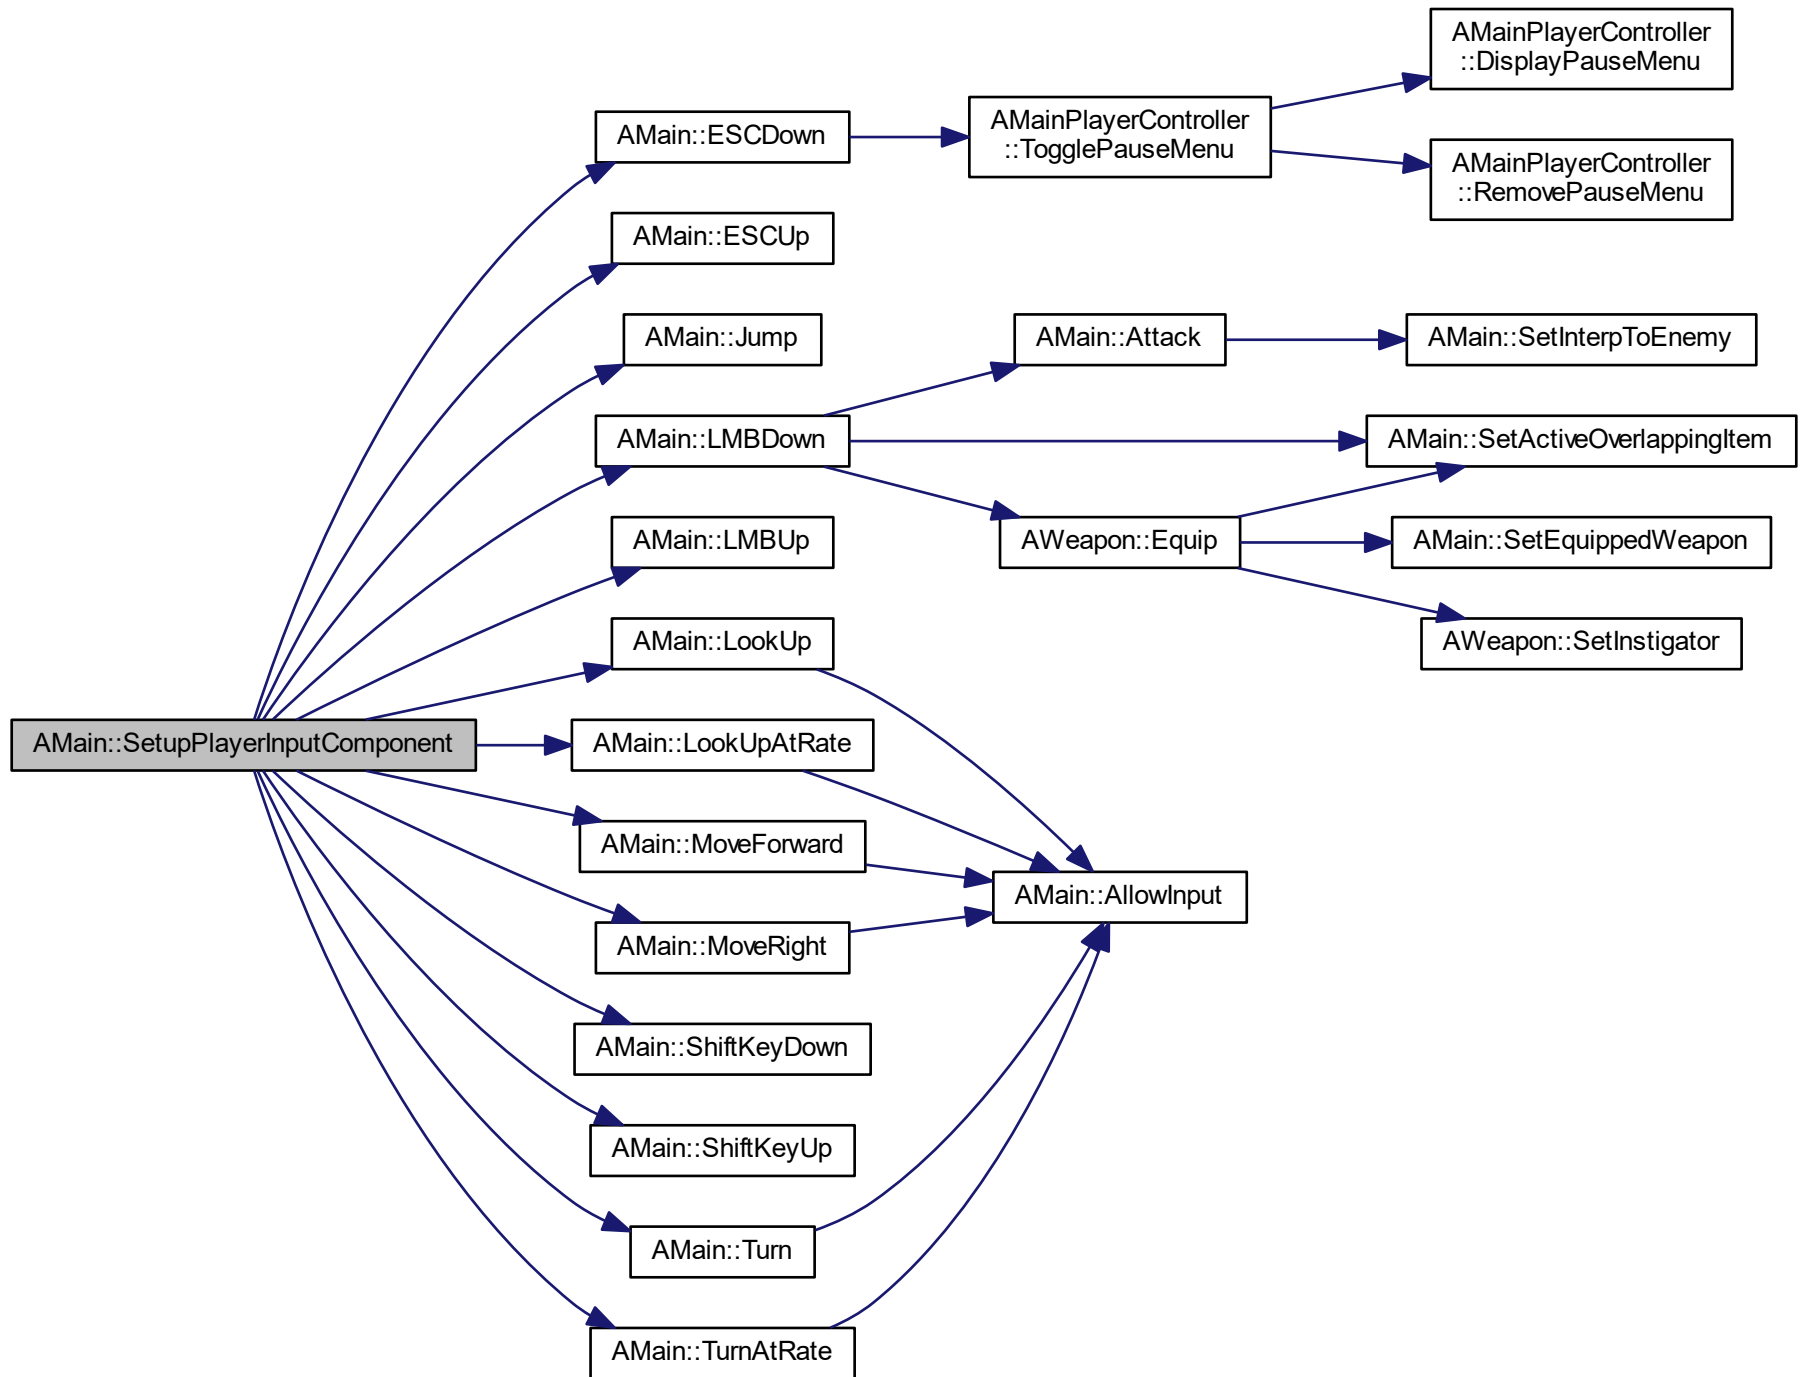 AMainPlayerController
::DisplayPauseMenu
AMain::ESCDown
AMainPlayerController
::TogglePauseMenu
AMainPlayerController
::RemovePauseMenu
AMain::ESCUp
AMain::Jump
AMain::Attack
AMain::SetInterpToEnemy
AMain::LMBDown
AMain::SetActiveOverlappingItem
AMain::LMBUp
AWeapon::Equip
AMain::SetEquippedWeapon
AMain::LookUp
AWeapon::SetInstigator
AMain::SetupPlayerInputComponent
AMain::LookUpAtRate
AMain::MoveForward
AMain::AllowInput
AMain::MoveRight
AMain::ShiftKeyDown
AMain::ShiftKeyUp
AMain::Turn
AMain::TurnAtRate